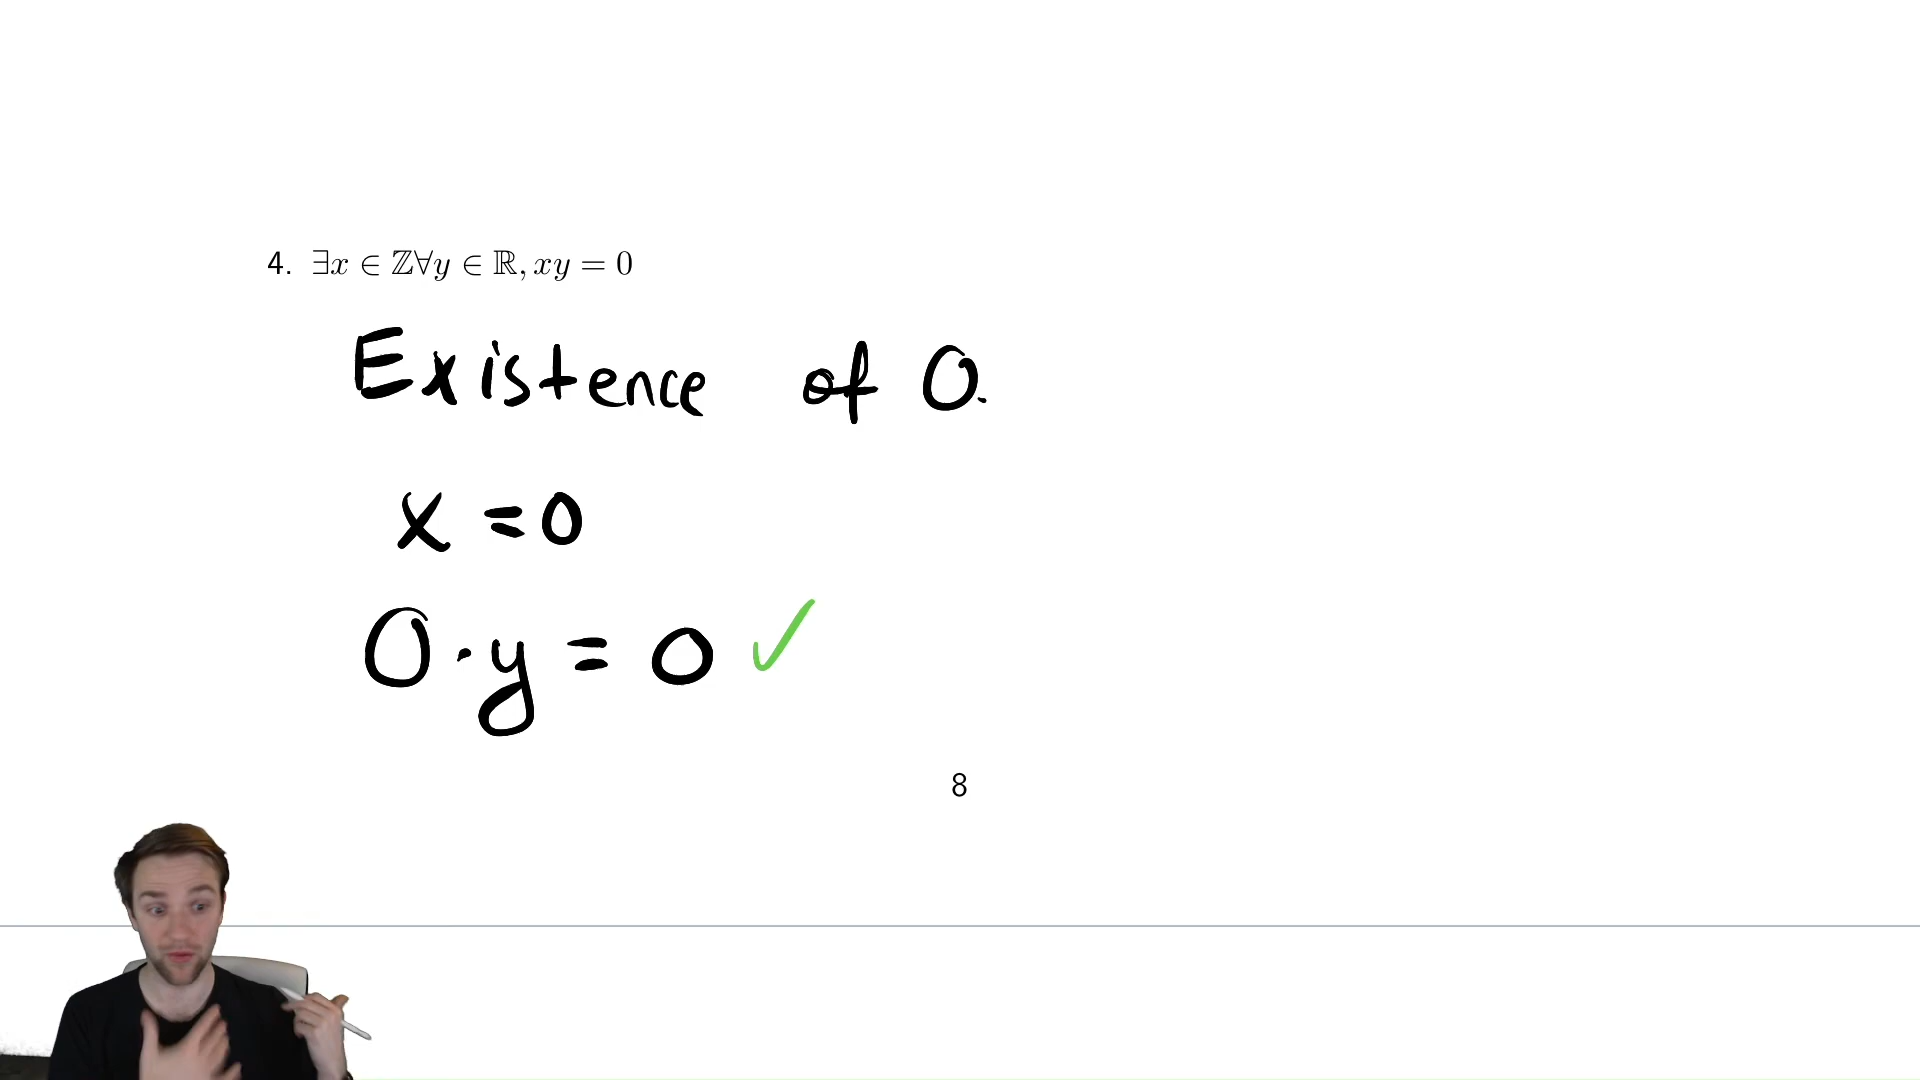 4. ∃x ∈ ℤ∀y ∈ ℝ, xy = 0
Existence of 0.
x = 0
0 · y = 0 ✓
8